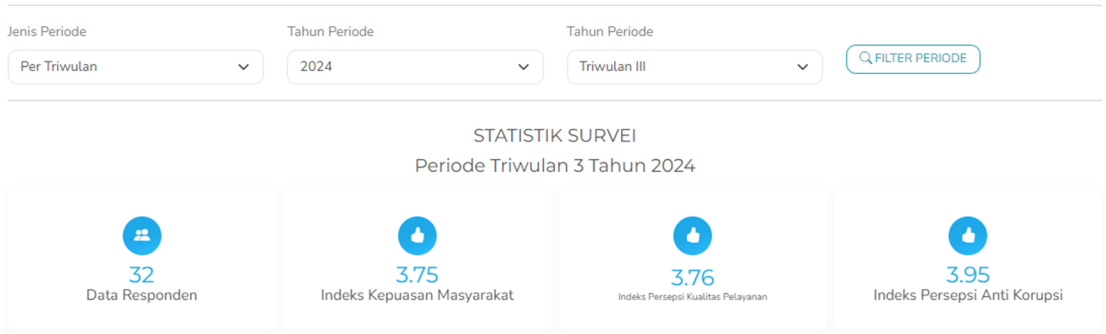 Jenis Periode
Tahun Periode
Tahun Periode
Per Triwulan
2024
Triwulan III
FILTER PERIODE
STATISTIK SURVEI
Periode Triwulan 3 Tahun 2024
32
Data Responden
3.75
Indeks Kepuasan Masyarakat
3.76
Indeks Persepsi Kualitas Pelayanan
3.95
Indeks Persepsi Anti Korupsi